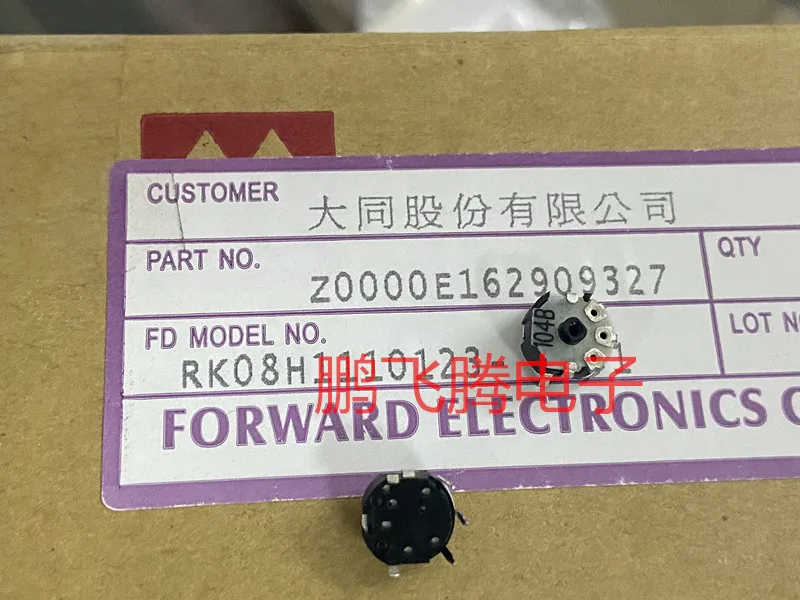 CUSTOMER 大同股份有限公司
PART NO. Z0000E162909327
QTY
FD MODEL NO. RK08H1110123
LOT NO
104B
鹏飞腾电子
FORWARD ELECTRONICS C